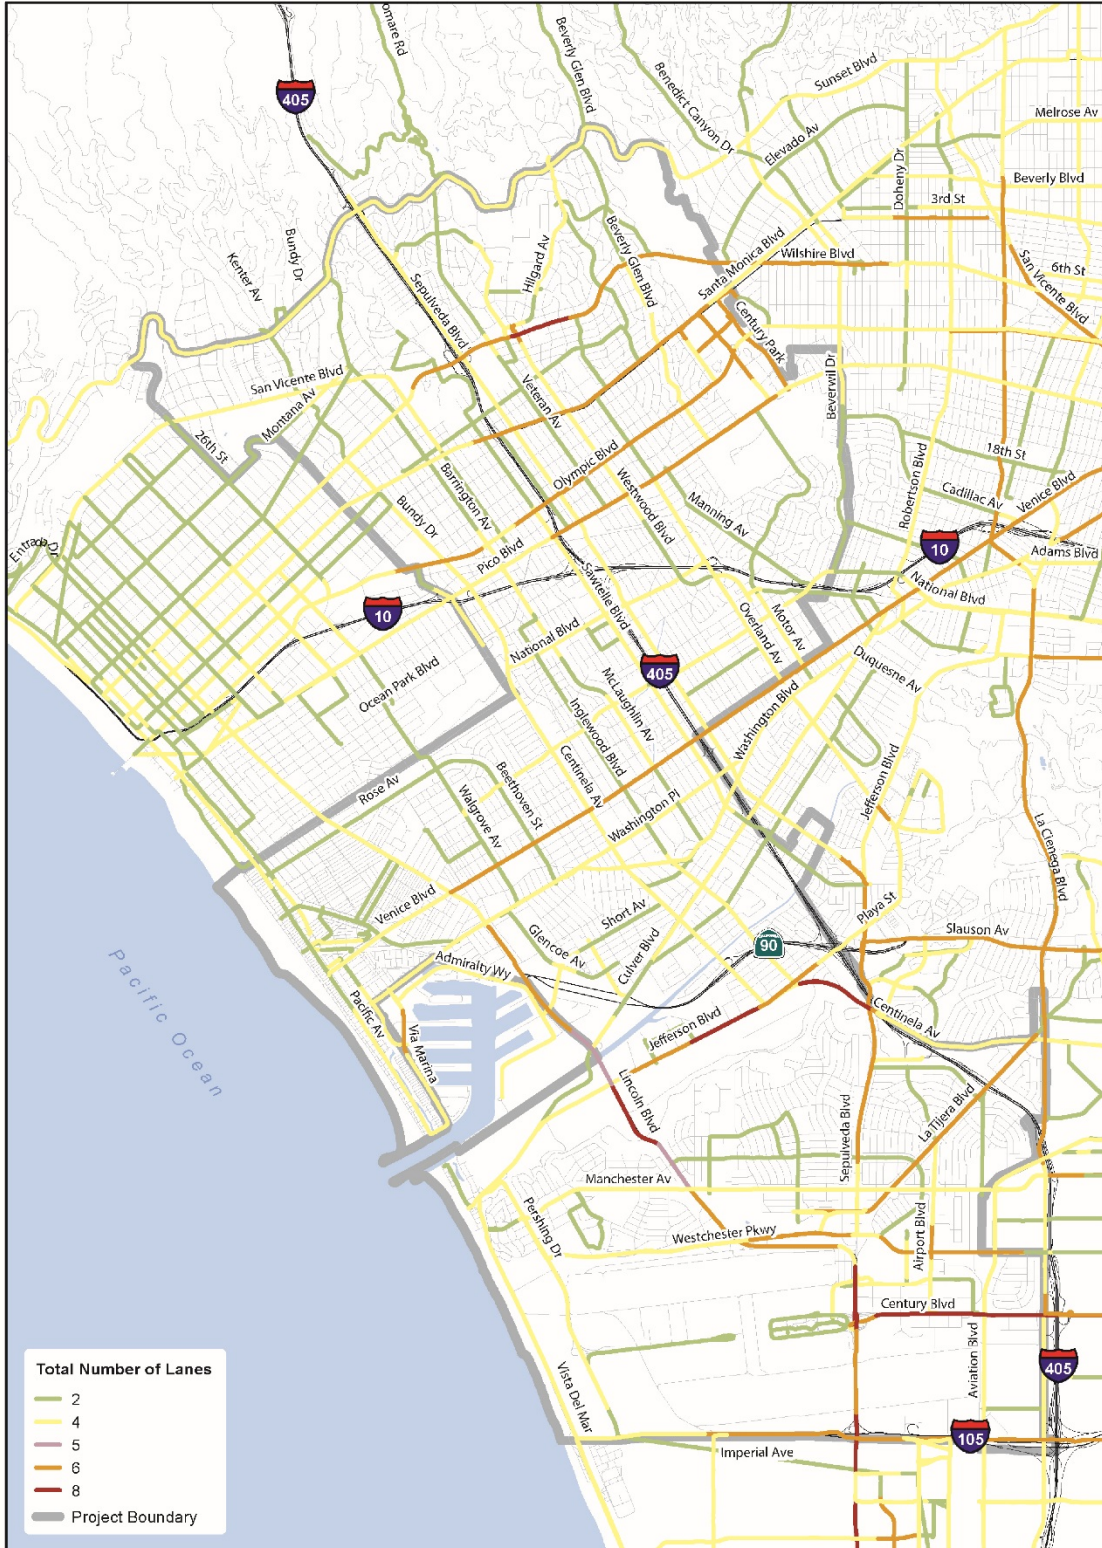 omare Rd
Beverly Glen Blvd
Benedict Canyon Dr
Sunset Blvd
405
Melrose Av
Elevado Av
Doheny Dr
Beverly Blvd
3rd St
Bundy Dr
Kenter Av
Hilgard Av
Beverly Glen Blvd
Santa Monica Blvd
Wilshire Blvd
6th St
San Vicente Blvd
Sepulveda Blvd
Century Park
San Vicente Blvd
Montana Av
Veteran Av
Beverwil Dr
26th St
Olympic Blvd
18th St
Barrington Av
Westwood Blvd
Robertson Blvd
Bundy Dr
Manning Av
Cadillac Av
Venice Blvd
Entrada Dr
Pico Blvd
10
Adams Blvd
Sawtelle Blvd
National Blvd
10
National Blvd
Overland Av
Motor Av
405
Duquesne Av
Ocean Park Blvd
McLaughlin Av
Inglewood Blvd
Washington Blvd
Centinela Av
Beethoven St
Rose Av
Walgrove Av
Jefferson Blvd
Washington Pl
La Cienega Blvd
Venice Blvd
Short Av
Playa St
Glencoe Av
Culver Blvd
90
Slauson Av
Admiralty Wy
Pacific Ocean
Pacific Av
Via Marina
Jefferson Blvd
Centinela Av
Lincoln Blvd
Sepulveda Blvd
La Tijera Blvd
Manchester Av
Pershing Dr
Westchester Pkwy
Airport Blvd
Century Blvd
Aviation Blvd
405
Vista Del Mar
105
Imperial Ave
Total Number of Lanes
2
4
5
6
8
Project Boundary